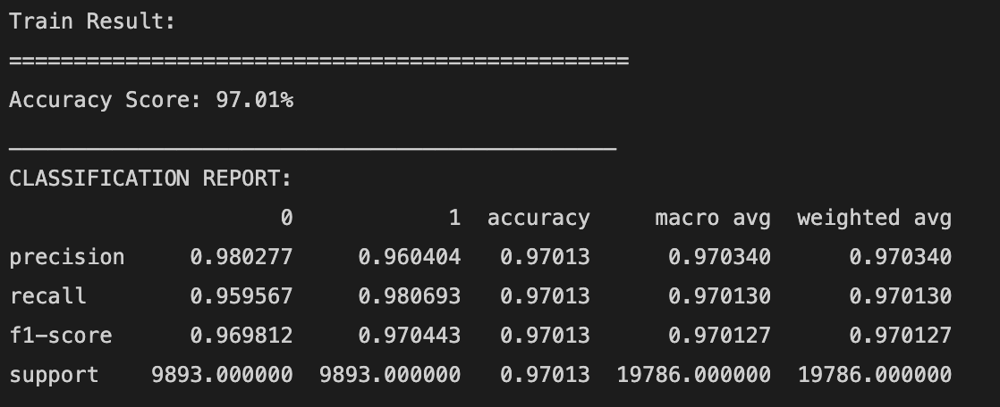 Train Result:
================================================
Accuracy Score: 97.01%
_______________________________________________
CLASSIFICATION REPORT:
                     0            1  accuracy     macro avg  weighted avg
precision     0.980277     0.960404   0.97013      0.970340      0.970340
recall        0.959567     0.980693   0.97013      0.970130      0.970130
f1-score      0.969812     0.970443   0.97013      0.970127      0.970127
support    9893.000000  9893.000000   0.97013  19786.000000  19786.000000